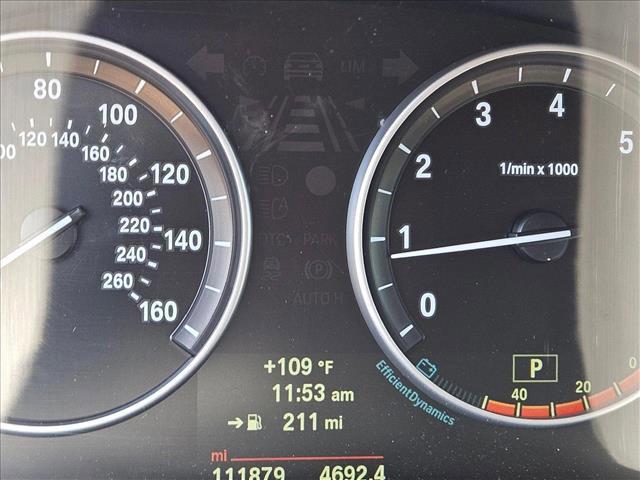 80
100
120
140
160
120
140
160
180
200
220
240
260
LIM
PARK
AUTO H
+109 °F
11:53 am
211 mi
mi
111879 4692.4
0
1
2
3
4
5
1/min x 1000
P
EfficientDynamics
40
20
0